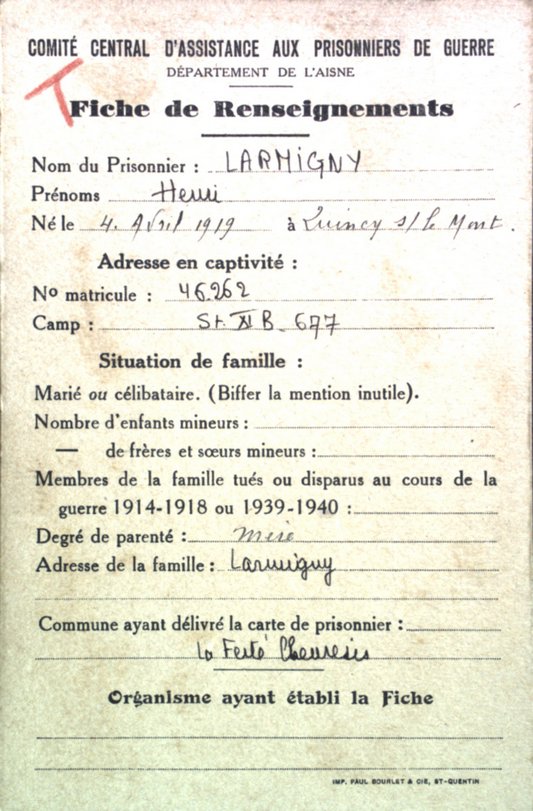 COMITÉ CENTRAL D'ASSISTANCE AUX PRISONNIERS DE GUERRE
DÉPARTEMENT DE L'AISNE
T
Fiche de Renseignements
Nom du Prisonnier : LARMIGNY
Prénoms Henri
Né le 4. Avril 1919 à Quincy s/ le Mont.
Adresse en captivité :
No matricule : 46.262
Camp : St. XI B - 677
Situation de famille :
Marié ou célibataire. (Biffer la mention inutile).
Nombre d'enfants mineurs :
— de frères et sœurs mineurs :
Membres de la famille tués ou disparus au cours de la
guerre 1914-1918 ou 1939-1940 :
Degré de parenté : mère
Adresse de la famille : Larmigny
Commune ayant délivré la carte de prisonnier :
La Ferté Chevresis
Organisme ayant établi la Fiche
IMP. PAUL BOURLET & CIE, ST-QUENTIN